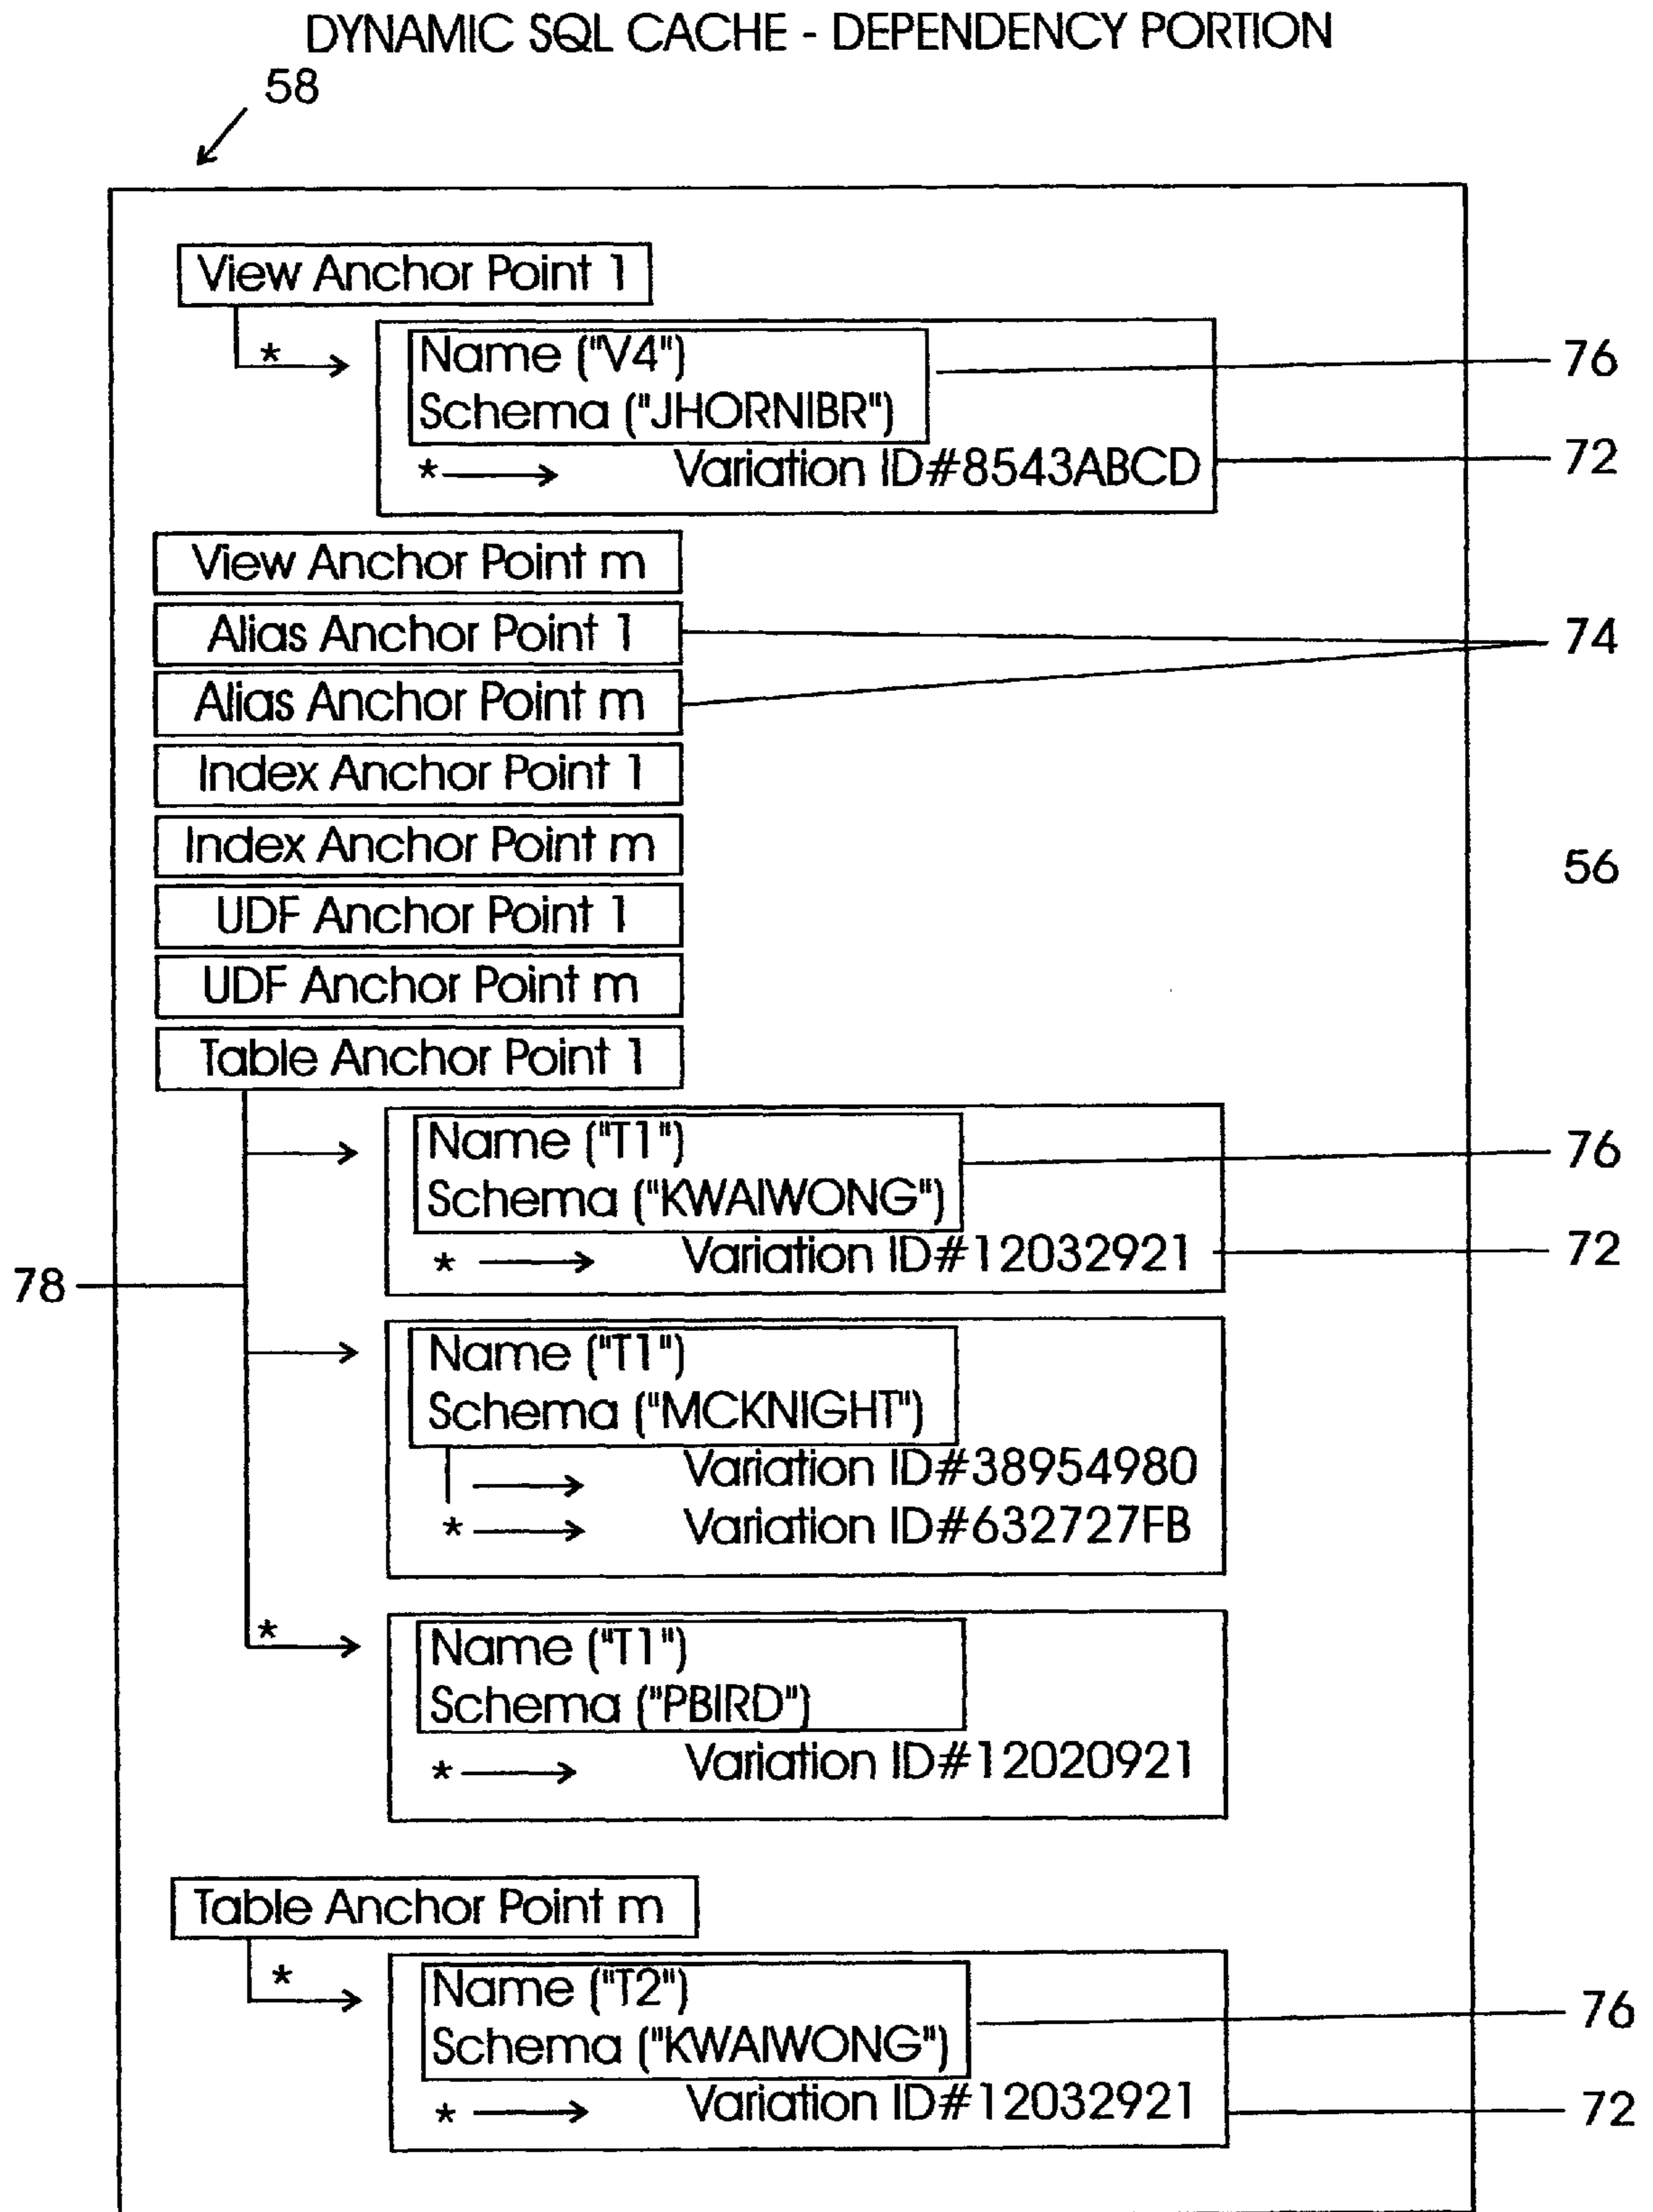 DYNAMIC SQL CACHE - DEPENDENCY PORTION
58
View Anchor Point 1
*
Name ("V4")
76
Schema ("JHORNIBR")
* Variation ID#8543ABCD
72
View Anchor Point m
Alias Anchor Point 1
74
Alias Anchor Point m
Index Anchor Point 1
Index Anchor Point m
56
UDF Anchor Point 1
UDF Anchor Point m
Table Anchor Point 1
Name ("T1")
76
Schema ("KWAIWONG")
* Variation ID#12032921
72
78
Name ("T1")
Schema ("MCKNIGHT")
Variation ID#38954980
* Variation ID#632727FB
*
Name ("T1")
Schema ("PBIRD")
* Variation ID#12020921
Table Anchor Point m
*
Name ("T2")
76
Schema ("KWAIWONG")
* Variation ID#12032921
72